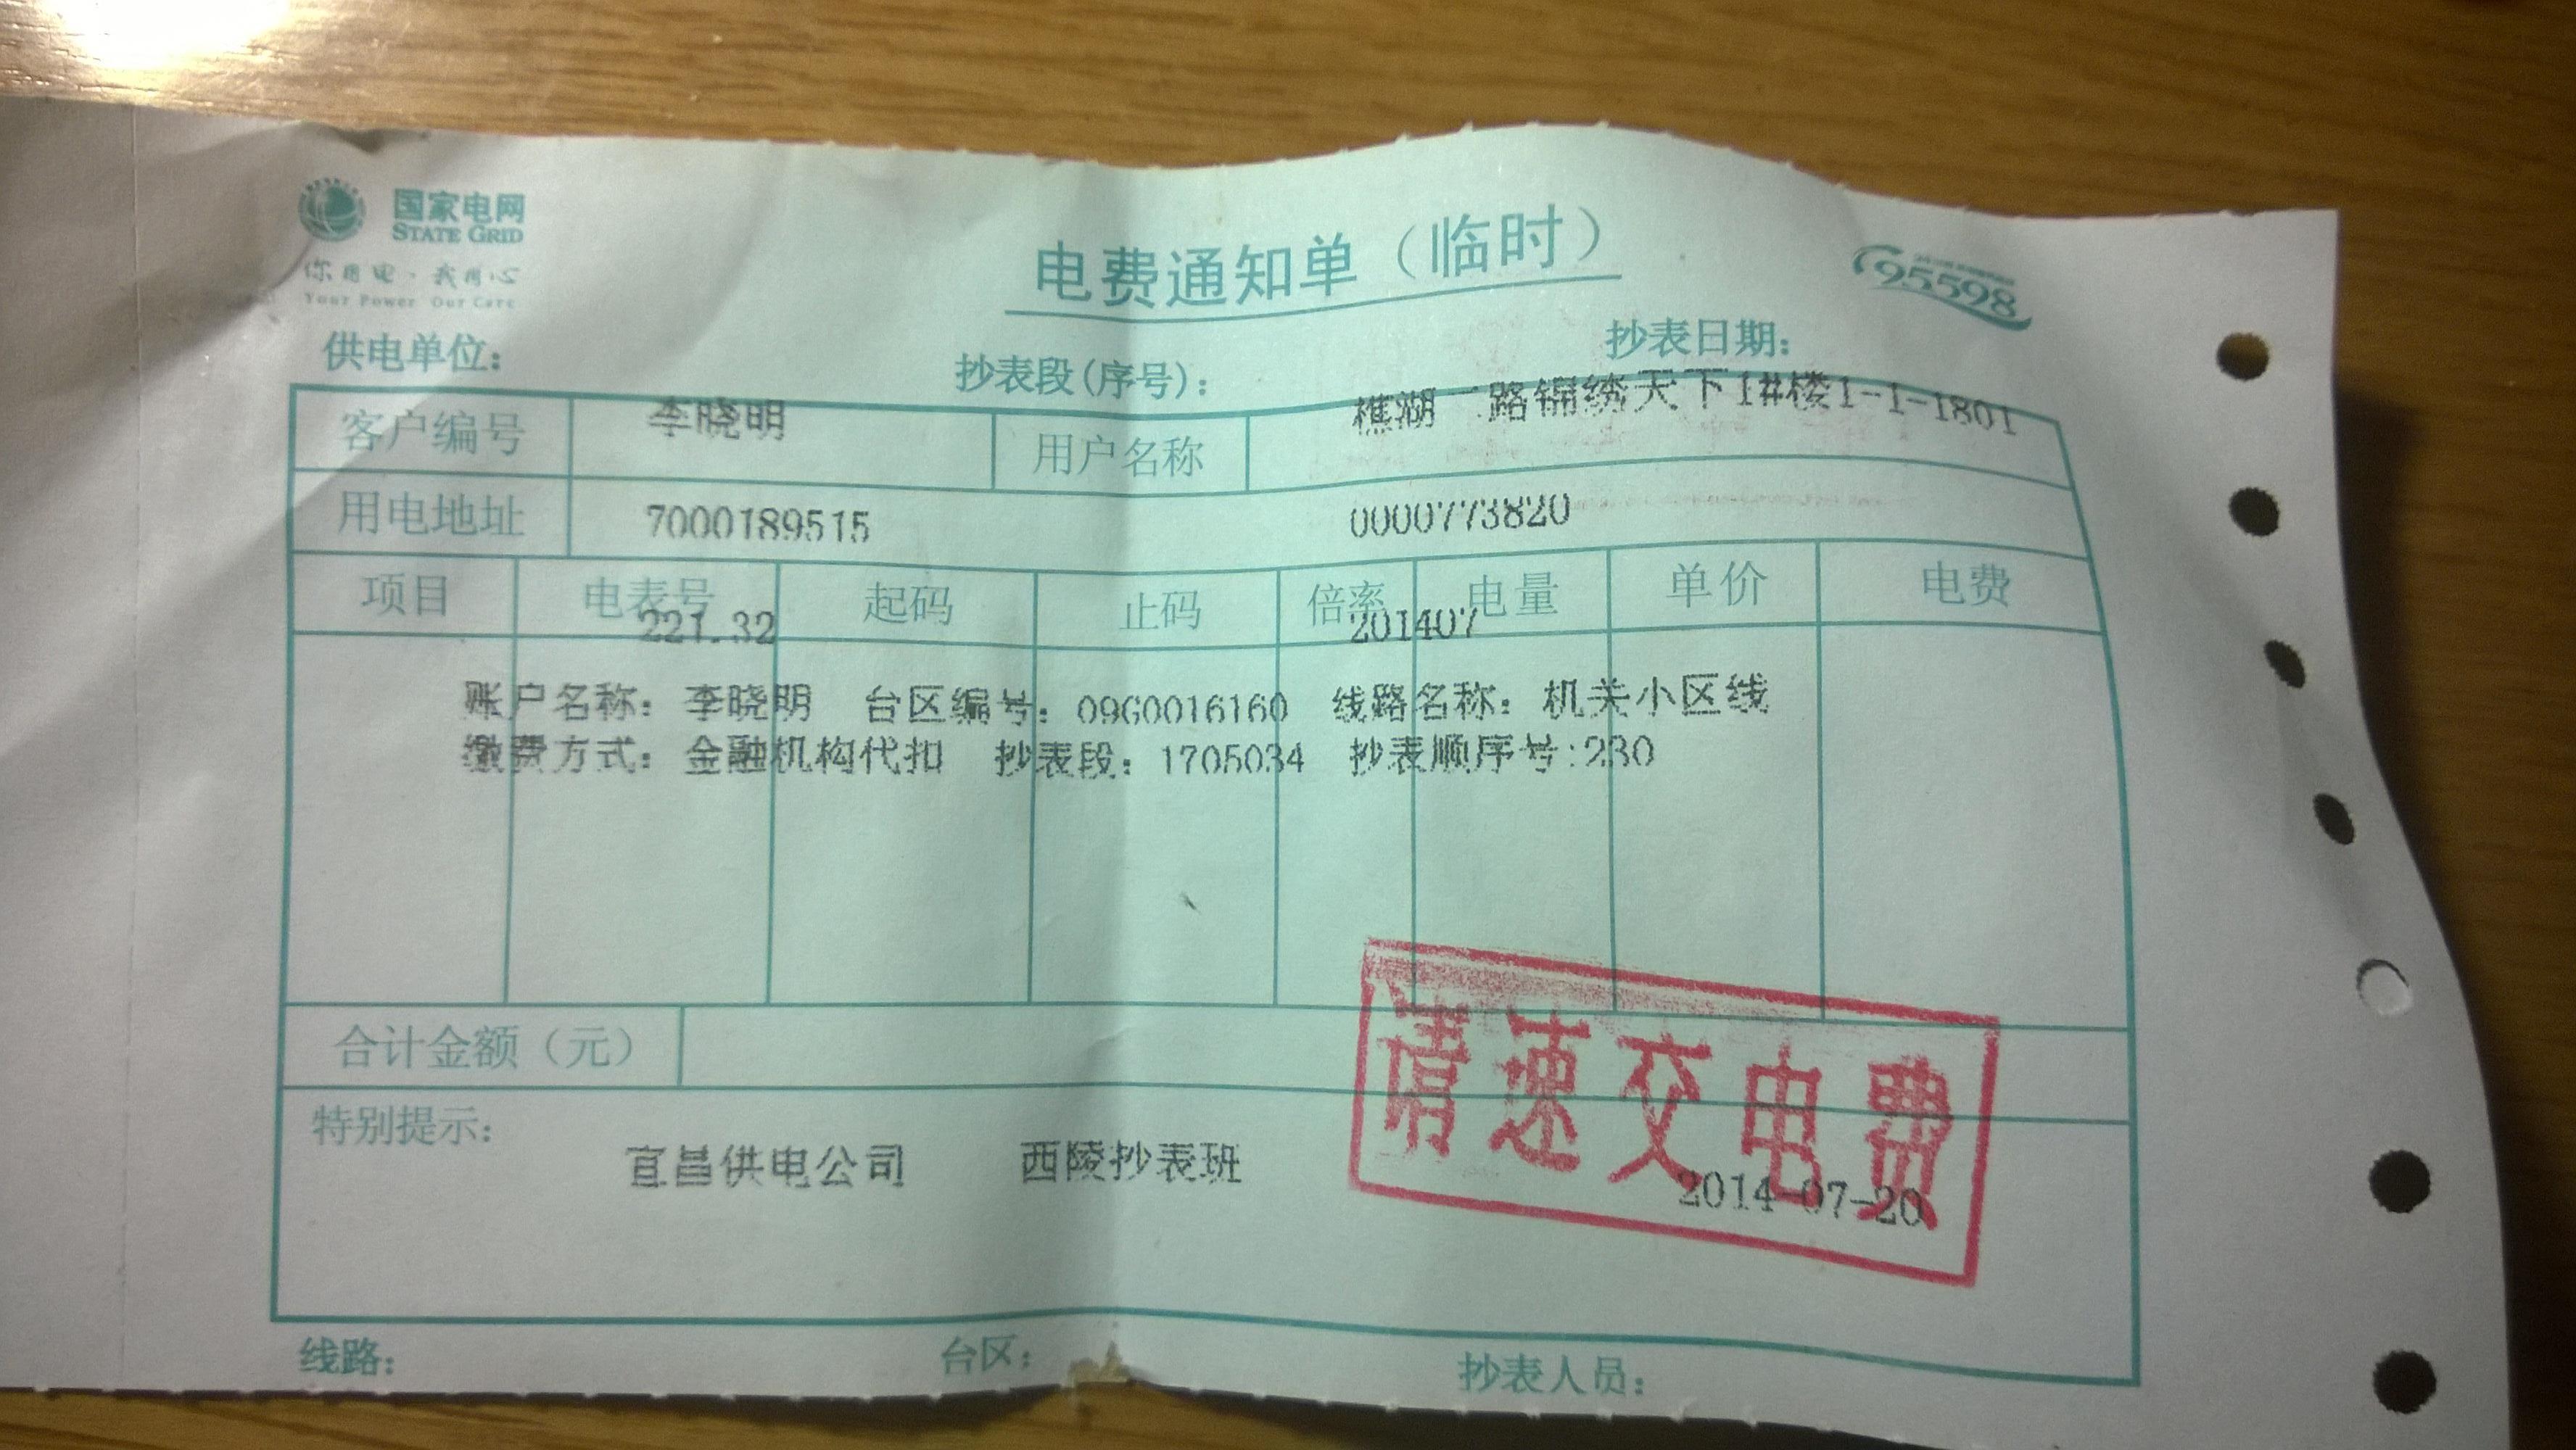 国家电网
STATE GRID
你用电·我用心
Your Power Our Care
电费通知单（临时）
95598
供电单位：
抄表段(序号)：
抄表日期：
客户编号 李晓明 用户名称 樵湖二路锦绣天下1#楼1-1-1801
用电地址 7000189515 0000773820
项目 电表号 起码 止码 倍率 电量 单价 电费
221.32 201407
账户名称：李晓明 台区编号：09G0016160 线路名称：机关小区线
缴费方式：金融机构代扣 抄表段：1705034 抄表顺序号:230
合计金额（元）
请速交电费
特别提示：
宜昌供电公司 西陵抄表班 2014-07-20
线路： 台区： 抄表人员：